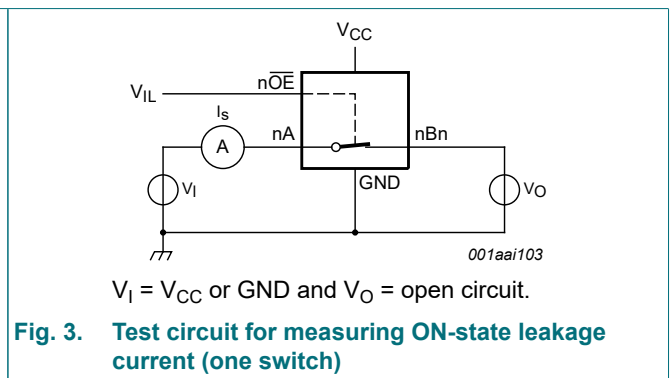 VCC
nOE
VIL
IS
A
nA
nBn
GND
VI
VO
001aai103
VI = VCC or GND and VO = open circuit.
Fig. 3. Test circuit for measuring ON-state leakage
current (one switch)